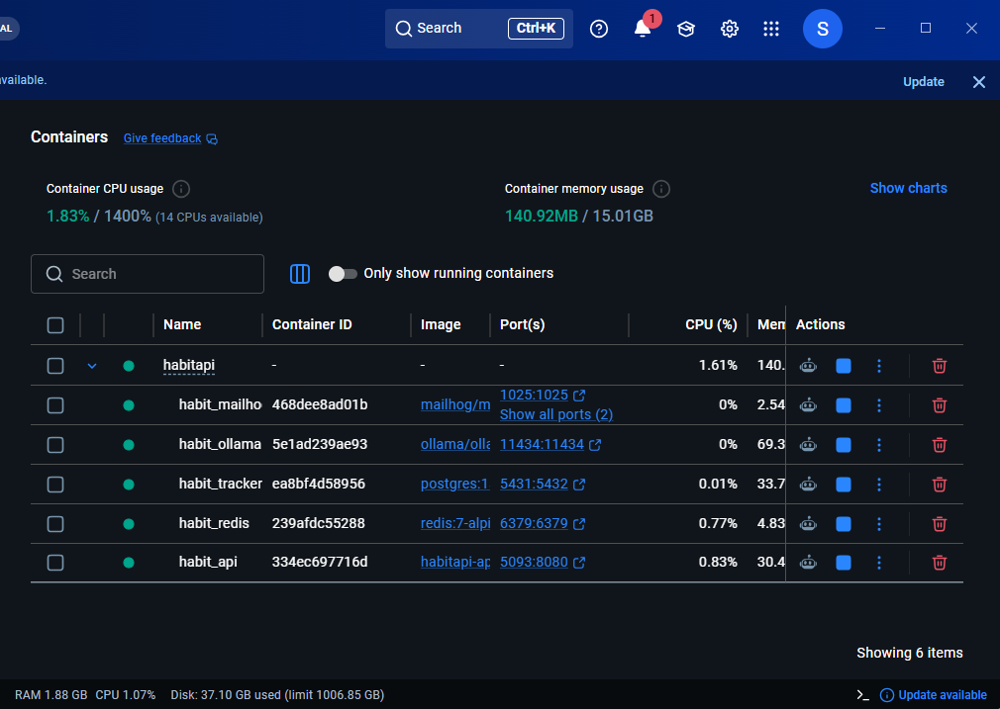 AL
Search Ctrl+K
1
S
available.
Update
Containers Give feedback
Container CPU usage
1.83% / 1400% (14 CPUs available)
Container memory usage
140.92MB / 15.01GB
Show charts
Search
Only show running containers
Name Container ID Image Port(s) CPU (%) Mem Actions
habitapi - - - 1.61% 140.
habit_mailho 468dee8ad01b mailhog/m 1025:1025 0% 2.54
Show all ports (2)
habit_ollama 5e1ad239ae93 ollama/olla 11434:11434 0% 69.3
habit_tracker ea8bf4d58956 postgres:1 5431:5432 0.01% 33.7
habit_redis 239afdc55288 redis:7-alpi 6379:6379 0.77% 4.83
habit_api 334ec697716d habitapi-ap 5093:8080 0.83% 30.4
Showing 6 items
RAM 1.88 GB CPU 1.07% Disk: 37.10 GB used (limit 1006.85 GB)
Update available